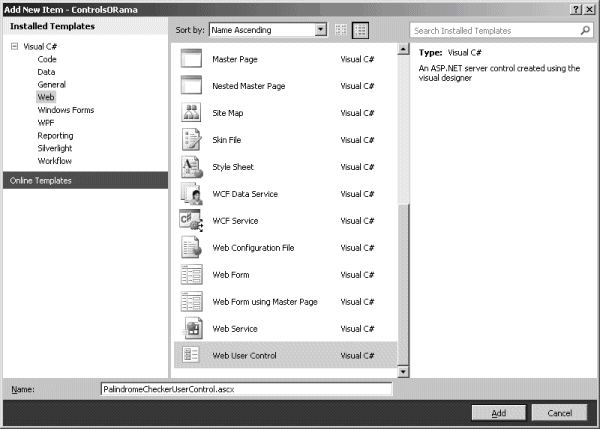 Add New Item - ControlsORama
Installed Templates
Sort by: Name Ascending
Search Installed Templates
Visual C#
Code
Data
General
Web
Windows Forms
WPF
Reporting
Silverlight
Workflow
Online Templates
Master Page Visual C#
Nested Master Page Visual C#
Site Map Visual C#
Skin File Visual C#
Style Sheet Visual C#
WCF Data Service Visual C#
WCF Service Visual C#
Web Configuration File Visual C#
Web Form Visual C#
Web Form using Master Page Visual C#
Web Service Visual C#
Web User Control Visual C#
Type: Visual C#
An ASP.NET server control created using the
visual designer
Name: PalindromeCheckerUserControl.ascx
Add Cancel